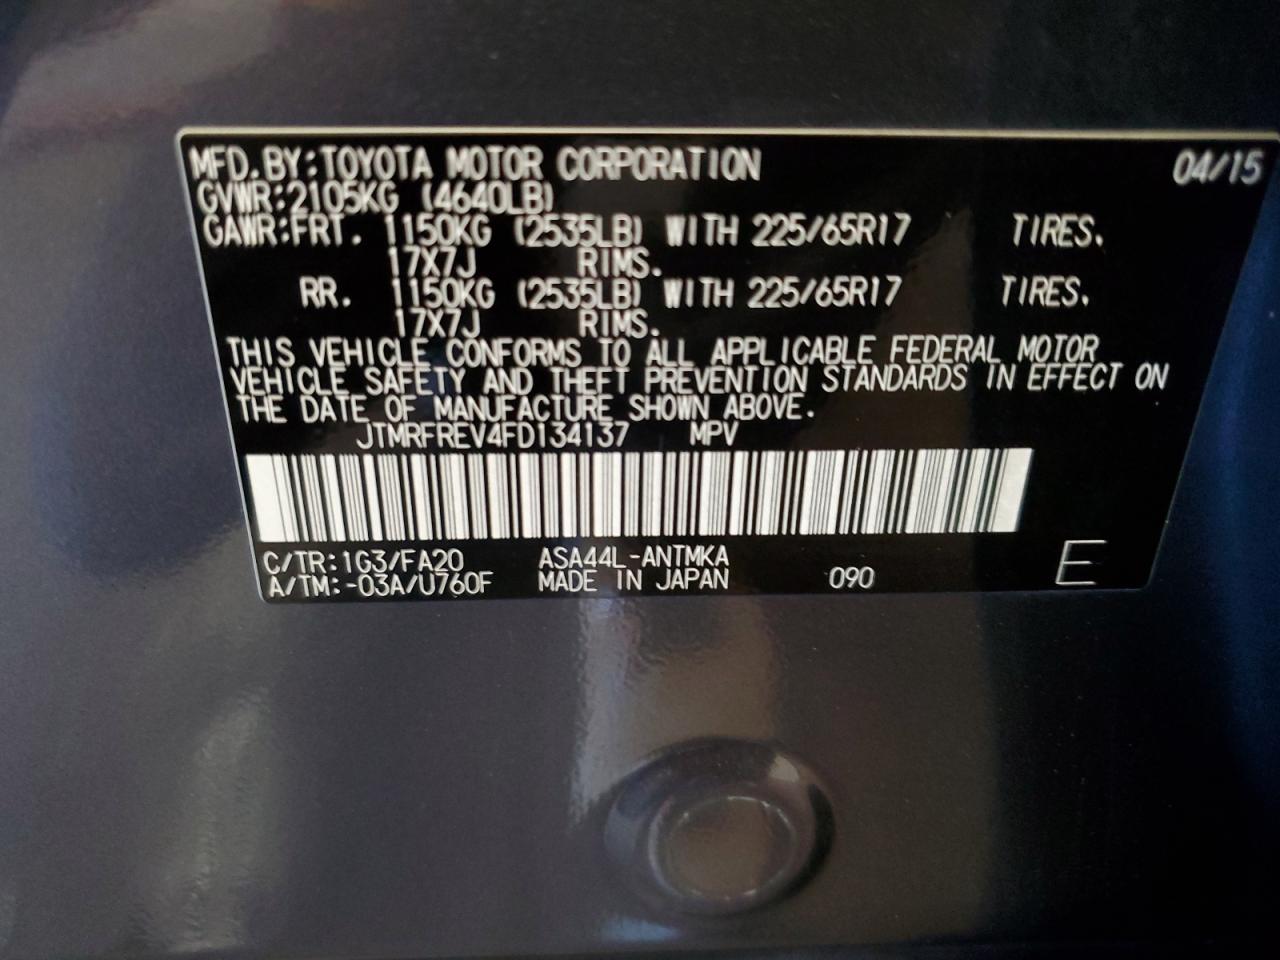 MFD.BY:TOYOTA MOTOR CORPORATION 04/15
GVWR:2105KG (4640LB)
GAWR:FRT. 1150KG (2535LB) WITH 225/65R17 TIRES.
17X7J RIMS.
RR. 1150KG (2535LB) WITH 225/65R17 TIRES.
17X7J RIMS.
THIS VEHICLE CONFORMS TO ALL APPLICABLE FEDERAL MOTOR
VEHICLE SAFETY AND THEFT PREVENTION STANDARDS IN EFFECT ON
THE DATE OF MANUFACTURE SHOWN ABOVE.
JTMRFREV4FD134137 MPV
C/TR:1G3/FA20 ASA44L-ANTMKA
A/TM:-03A/U760F MADE IN JAPAN 090 E